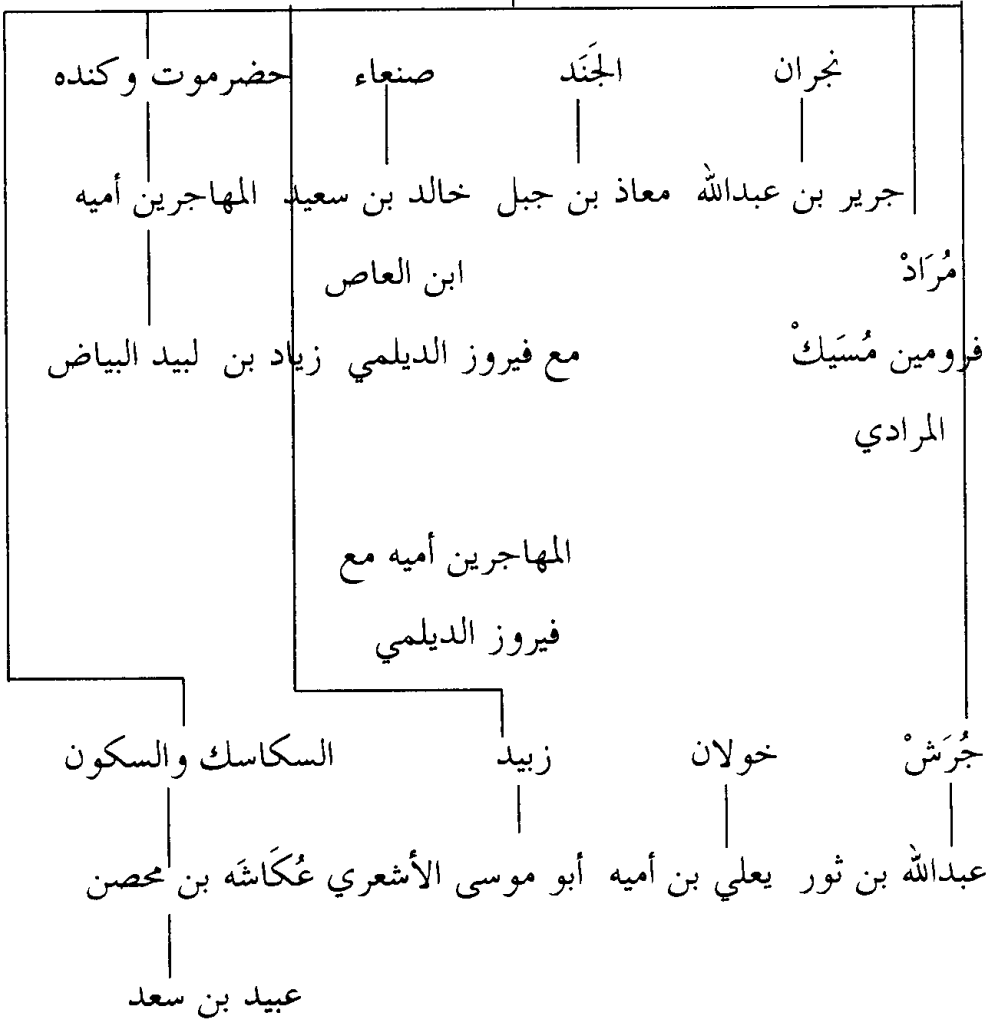 نجران الجَنَد صنعاء حضرموت وكنده
جرير بن عبدالله معاذ بن جبل خالد بن سعيد المهاجرين أميه
مُرَادْ ابن العاص
فرومين مُسَيكْ مع فيروز الديلمي زياد بن لبيد البياض
المرادي
المهاجرين أميه مع
فيروز الديلمي
جُرَشْ خولان زبيد السكاسك والسكون
عبدالله بن ثور يعلي بن أميه أبو موسى الأشعري عُكَاشَه بن محصن
عبيد بن سعد